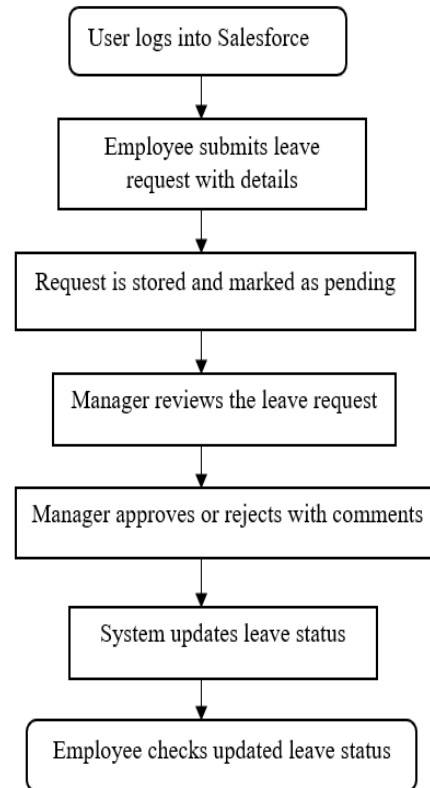 User logs into Salesforce
Employee submits leave
request with details
Request is stored and marked as pending
Manager reviews the leave request
Manager approves or rejects with comments
System updates leave status
Employee checks updated leave status